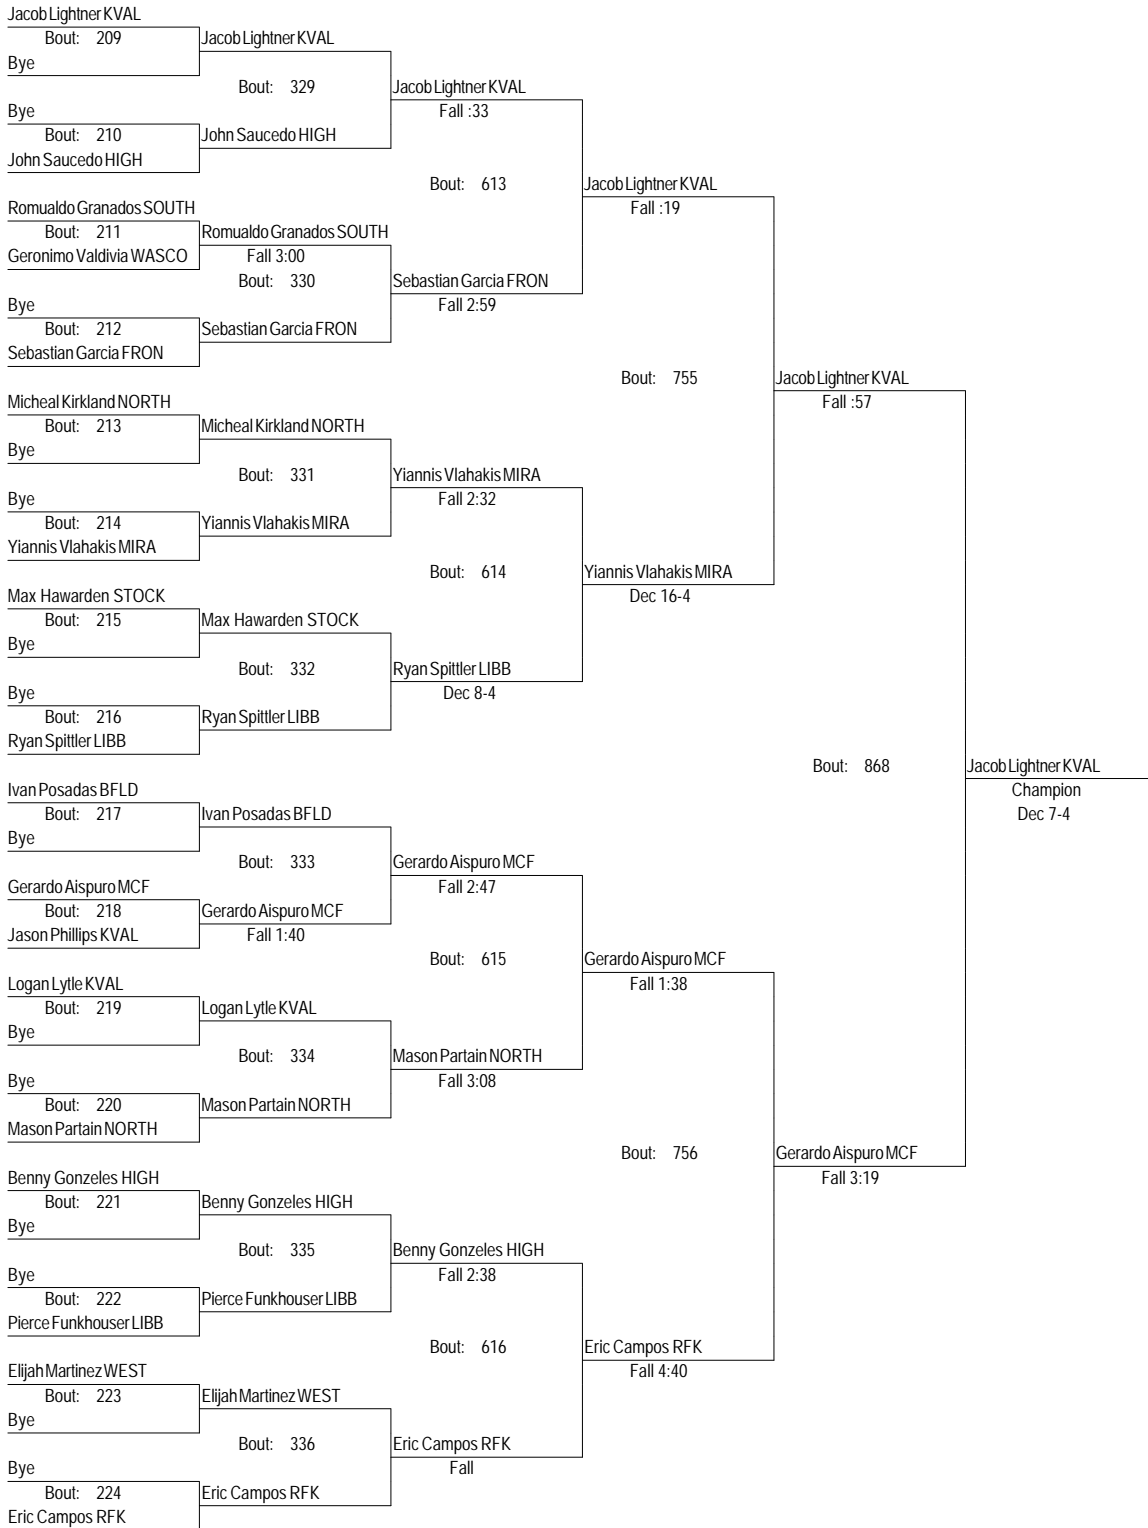 Jacob Lightner KVAL
Bout: 209 Jacob Lightner KVAL
Bye
Bout: 329 Jacob Lightner KVAL
Bye Fall :33
Bout: 210 John Saucedo HIGH
John Saucedo HIGH
Bout: 613 Jacob Lightner KVAL
Romualdo Granados SOUTH Fall :19
Bout: 211 Romualdo Granados SOUTH
Geronimo Valdivia WASCO Fall 3:00
Bout: 330 Sebastian Garcia FRON
Bye Fall 2:59
Bout: 212 Sebastian Garcia FRON
Sebastian Garcia FRON
Bout: 755 Jacob Lightner KVAL
Micheal Kirkland NORTH Fall :57
Bout: 213 Micheal Kirkland NORTH
Bye
Bout: 331 Yiannis Vlahakis MIRA
Bye Fall 2:32
Bout: 214 Yiannis Vlahakis MIRA
Yiannis Vlahakis MIRA
Bout: 614 Yiannis Vlahakis MIRA
Max Hawarden STOCK Dec 16-4
Bout: 215 Max Hawarden STOCK
Bye
Bout: 332 Ryan Spittler LIBB
Bye Dec 8-4
Bout: 216 Ryan Spittler LIBB
Ryan Spittler LIBB
Bout: 868 Jacob Lightner KVAL
Ivan Posadas BFLD Champion
Bout: 217 Ivan Posadas BFLD Dec 7-4
Bye
Bout: 333 Gerardo Aispuro MCF
Gerardo Aispuro MCF Fall 2:47
Bout: 218 Gerardo Aispuro MCF
Jason Phillips KVAL Fall 1:40
Bout: 615 Gerardo Aispuro MCF
Logan Lytle KVAL Fall 1:38
Bout: 219 Logan Lytle KVAL
Bye
Bout: 334 Mason Partain NORTH
Bye Fall 3:08
Bout: 220 Mason Partain NORTH
Mason Partain NORTH
Bout: 756 Gerardo Aispuro MCF
Benny Gonzeles HIGH Fall 3:19
Bout: 221 Benny Gonzeles HIGH
Bye
Bout: 335 Benny Gonzeles HIGH
Bye Fall 2:38
Bout: 222 Pierce Funkhouser LIBB
Pierce Funkhouser LIBB
Bout: 616 Eric Campos RFK
Elijah Martinez WEST Fall 4:40
Bout: 223 Elijah Martinez WEST
Bye
Bout: 336 Eric Campos RFK
Bye Fall
Bout: 224 Eric Campos RFK
Eric Campos RFK